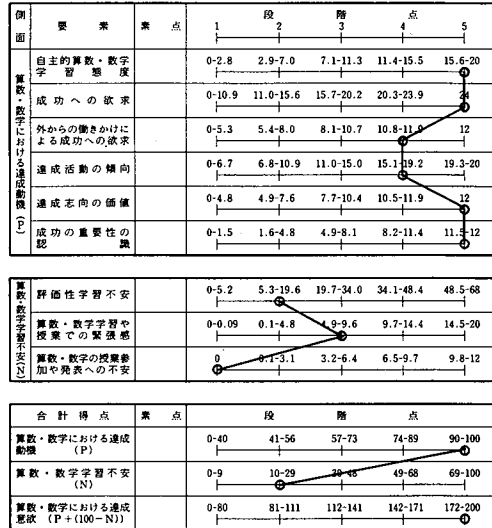 側面 要素 素点 段階点
1 2 3 4 5
算数・数学における達成動機(P)
自主的算数・数学学習態度 0-2.8 2.9-7.0 7.1-11.3 11.4-15.5 15.6-20
成功への欲求 0-10.9 11.0-15.6 15.7-20.2 20.3-23.9 24
外からの働きかけによる成功への欲求 0-5.3 5.4-8.0 8.1-10.7 10.8-11.9 12
達成活動の傾向 0-6.7 6.8-10.9 11.0-15.0 15.1-19.2 19.3-20
達成志向の価値 0-4.8 4.9-7.6 7.7-10.4 10.5-11.9 12
成功の重要性の認識 0-1.5 1.6-4.8 4.9-8.1 8.2-11.4 11.5-12
算数・数学学習不安(N)
評価性学習不安 0-5.2 5.3-19.6 19.7-34.0 34.1-48.4 48.5-68
算数・数学学習や授業での緊張感 0-0.09 0.1-4.8 4.9-9.6 9.7-14.4 14.5-20
算数・数学の授業参加や発表への不安 0 0.1-3.1 3.2-6.4 6.5-9.7 9.8-12
合計得点 素点 段階点
算数・数学における達成動機(P) 0-40 41-56 57-73 74-89 90-100
算数・数学学習不安(N) 0-9 10-29 30-48 49-68 69-100
算数・数学における達成意欲(P+(100-N)) 0-80 81-111 112-141 142-171 172-200